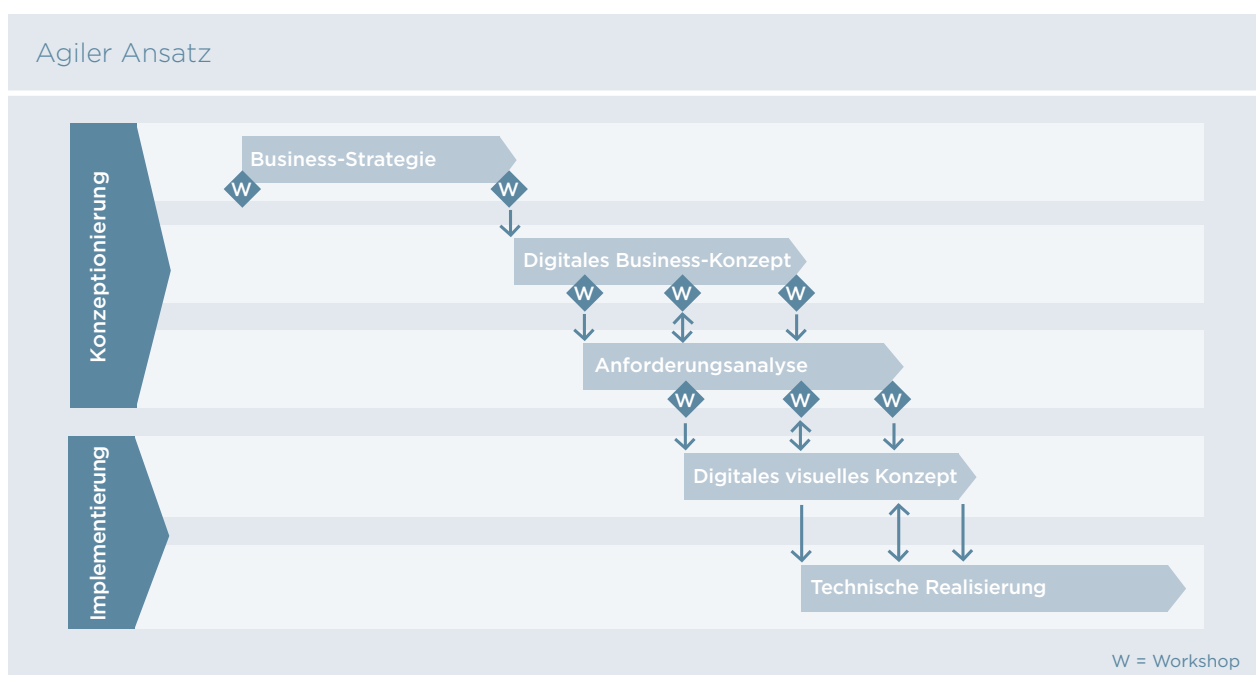 Agiler Ansatz
Konzeptionierung
Business-Strategie
W W
Digitales Business-Konzept
W W W
Anforderungsanalyse
W W W
Implementierung
Digitales visuelles Konzept
Technische Realisierung
W = Workshop